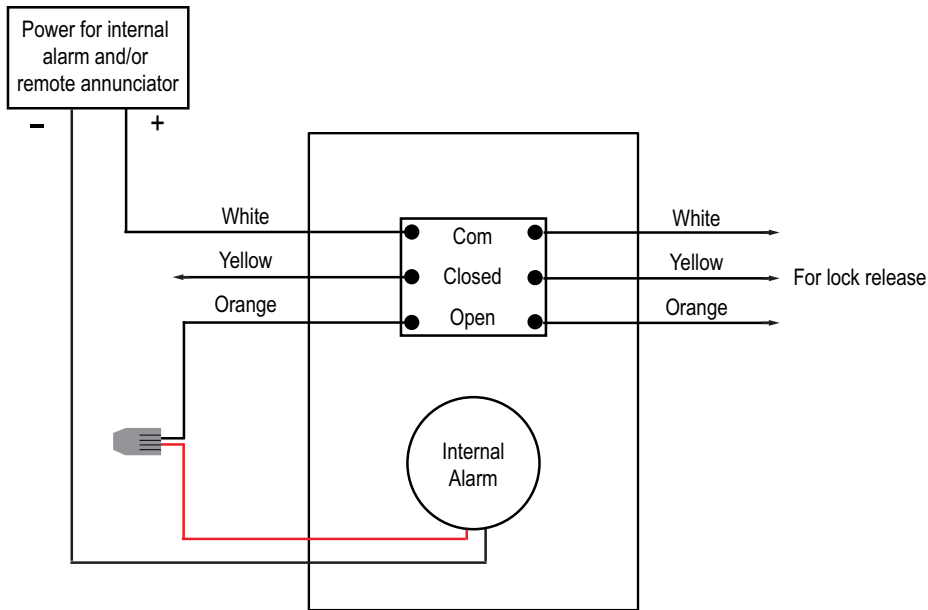 Power for internal
alarm and/or
remote annunciator
–
+
White
Com
White
Yellow
Closed
Yellow
For lock release
Orange
Open
Orange
Internal
Alarm